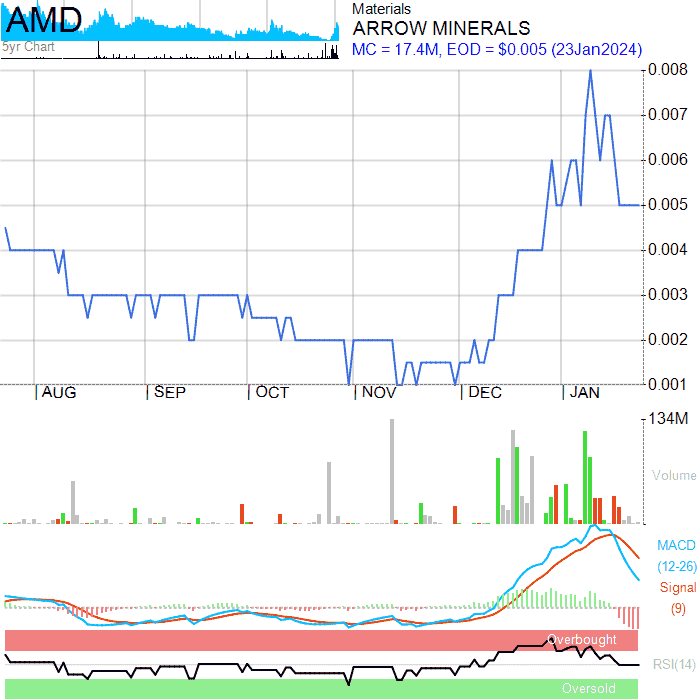 AMD
5yr Chart
Materials
ARROW MINERALS
MC = 17.4M, EOD = $0.005 (23Jan2024)
0.008
0.007
0.006
0.005
0.004
0.003
0.002
0.001
AUG SEP OCT NOV DEC JAN
134M
Volume
MACD
(12-26)
Signal
(9)
Overbought
RSI(14)
Oversold